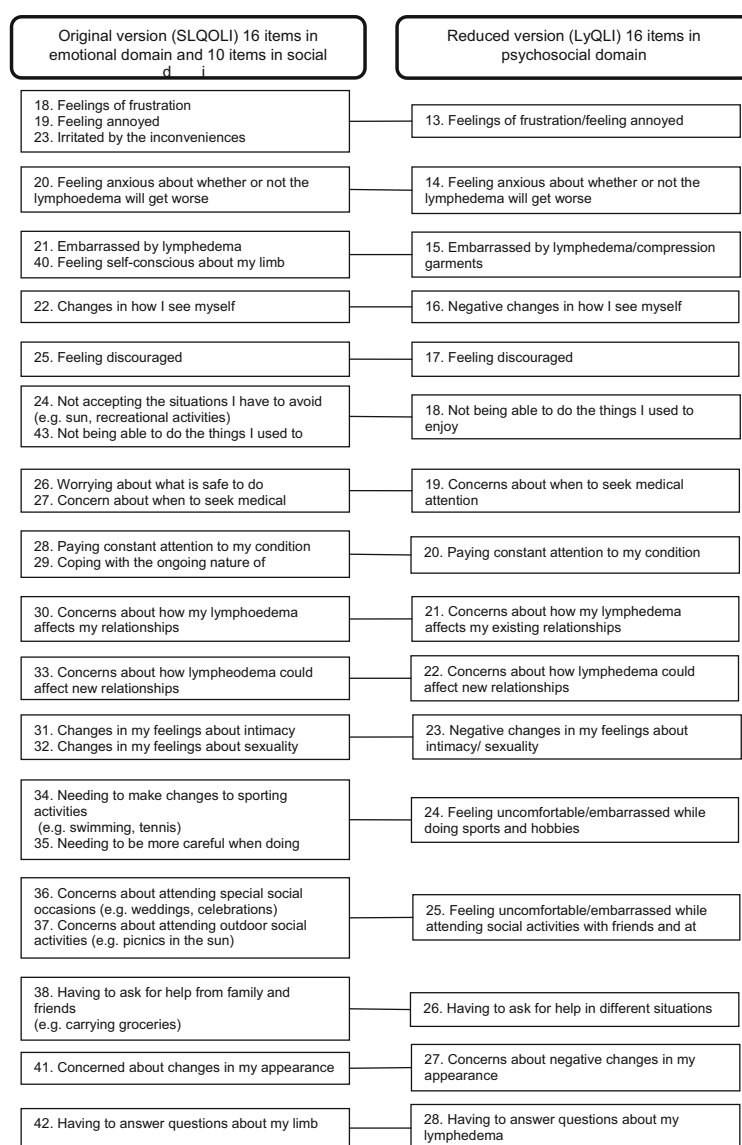 Original version (SLQOLI) 16 items in
emotional domain and 10 items in social
d i
Reduced version (LyQLI) 16 items in
psychosocial domain
18. Feelings of frustration
19. Feeling annoyed
23. Irritated by the inconveniences
13. Feelings of frustration/feeling annoyed
20. Feeling anxious about whether or not the
lymphoedema will get worse
14. Feeling anxious about whether or not the
lymphedema will get worse
21. Embarrassed by lymphedema
40. Feeling self-conscious about my limb
15. Embarrassed by lymphedema/compression
garments
22. Changes in how I see myself
16. Negative changes in how I see myself
25. Feeling discouraged
17. Feeling discouraged
24. Not accepting the situations I have to avoid
(e.g. sun, recreational activities)
43. Not being able to do the things I used to
18. Not being able to do the things I used to
enjoy
26. Worrying about what is safe to do
27. Concern about when to seek medical
19. Concerns about when to seek medical
attention
28. Paying constant attention to my condition
29. Coping with the ongoing nature of
20. Paying constant attention to my condition
30. Concerns about how my lymphoedema
affects my relationships
21. Concerns about how my lymphedema
affects my existing relationships
33. Concerns about how lympheodema could
affect new relationships
22. Concerns about how lymphedema could
affect new relationships
31. Changes in my feelings about intimacy
32. Changes in my feelings about sexuality
23. Negative changes in my feelings about
intimacy/ sexuality
34. Needing to make changes to sporting
activities
(e.g. swimming, tennis)
35. Needing to be more careful when doing
24. Feeling uncomfortable/embarrassed while
doing sports and hobbies
36. Concerns about attending special social
occasions (e.g. weddings, celebrations)
37. Concerns about attending outdoor social
activities (e.g. picnics in the sun)
25. Feeling uncomfortable/embarrassed while
attending social activities with friends and at
38. Having to ask for help from family and
friends
(e.g. carrying groceries)
26. Having to ask for help in different situations
41. Concerned about changes in my appearance
27. Concerns about negative changes in my
appearance
42. Having to answer questions about my limb
28. Having to answer questions about my
lymphedema